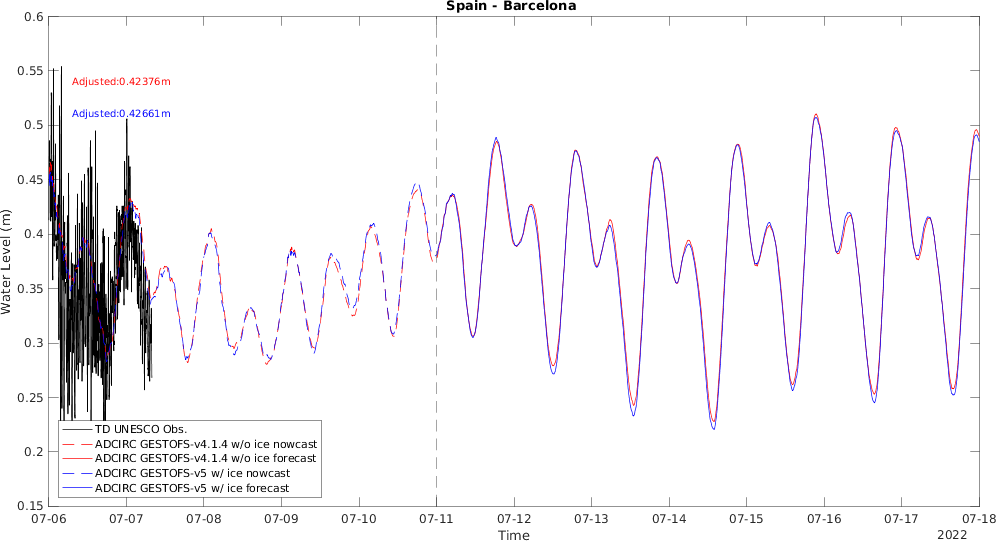 Spain - Barcelona
0.6
0.55
0.5
0.45
0.4
0.35
0.3
0.25
0.2
0.15
Water Level (m)
Adjusted:0.42376m
Adjusted:0.42661m
TD UNESCO Obs.
ADCIRC GESTOFS-v4.1.4 w/o ice nowcast
ADCIRC GESTOFS-v4.1.4 w/o ice forecast
ADCIRC GESTOFS-v5 w/ ice nowcast
ADCIRC GESTOFS-v5 w/ ice forecast
07-06 07-07 07-08 07-09 07-10 07-11 07-12 07-13 07-14 07-15 07-16 07-17 07-18
Time
2022